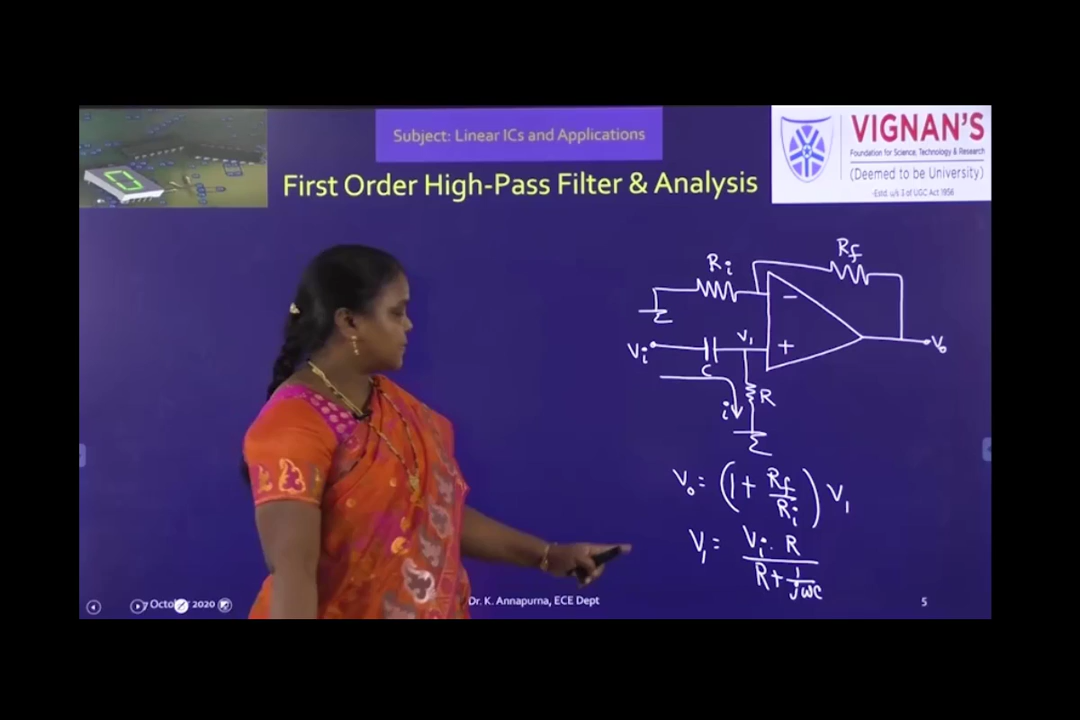 Subject: Linear ICs and Applications
First Order High-Pass Filter & Analysis
VIGNAN'S
Foundation for Science, Technology & Research
(Deemed to be University)
-Estd. u/s 3 of UGC Act 1956
Rf
Ri
−
Vi
C
V1
+
Vo
i
R
Vo = (1 + Rf/Ri) V1
V1 = Vi · R / R + 1/jωC
2020
Dr. K. Annapurna, ECE Dept
5